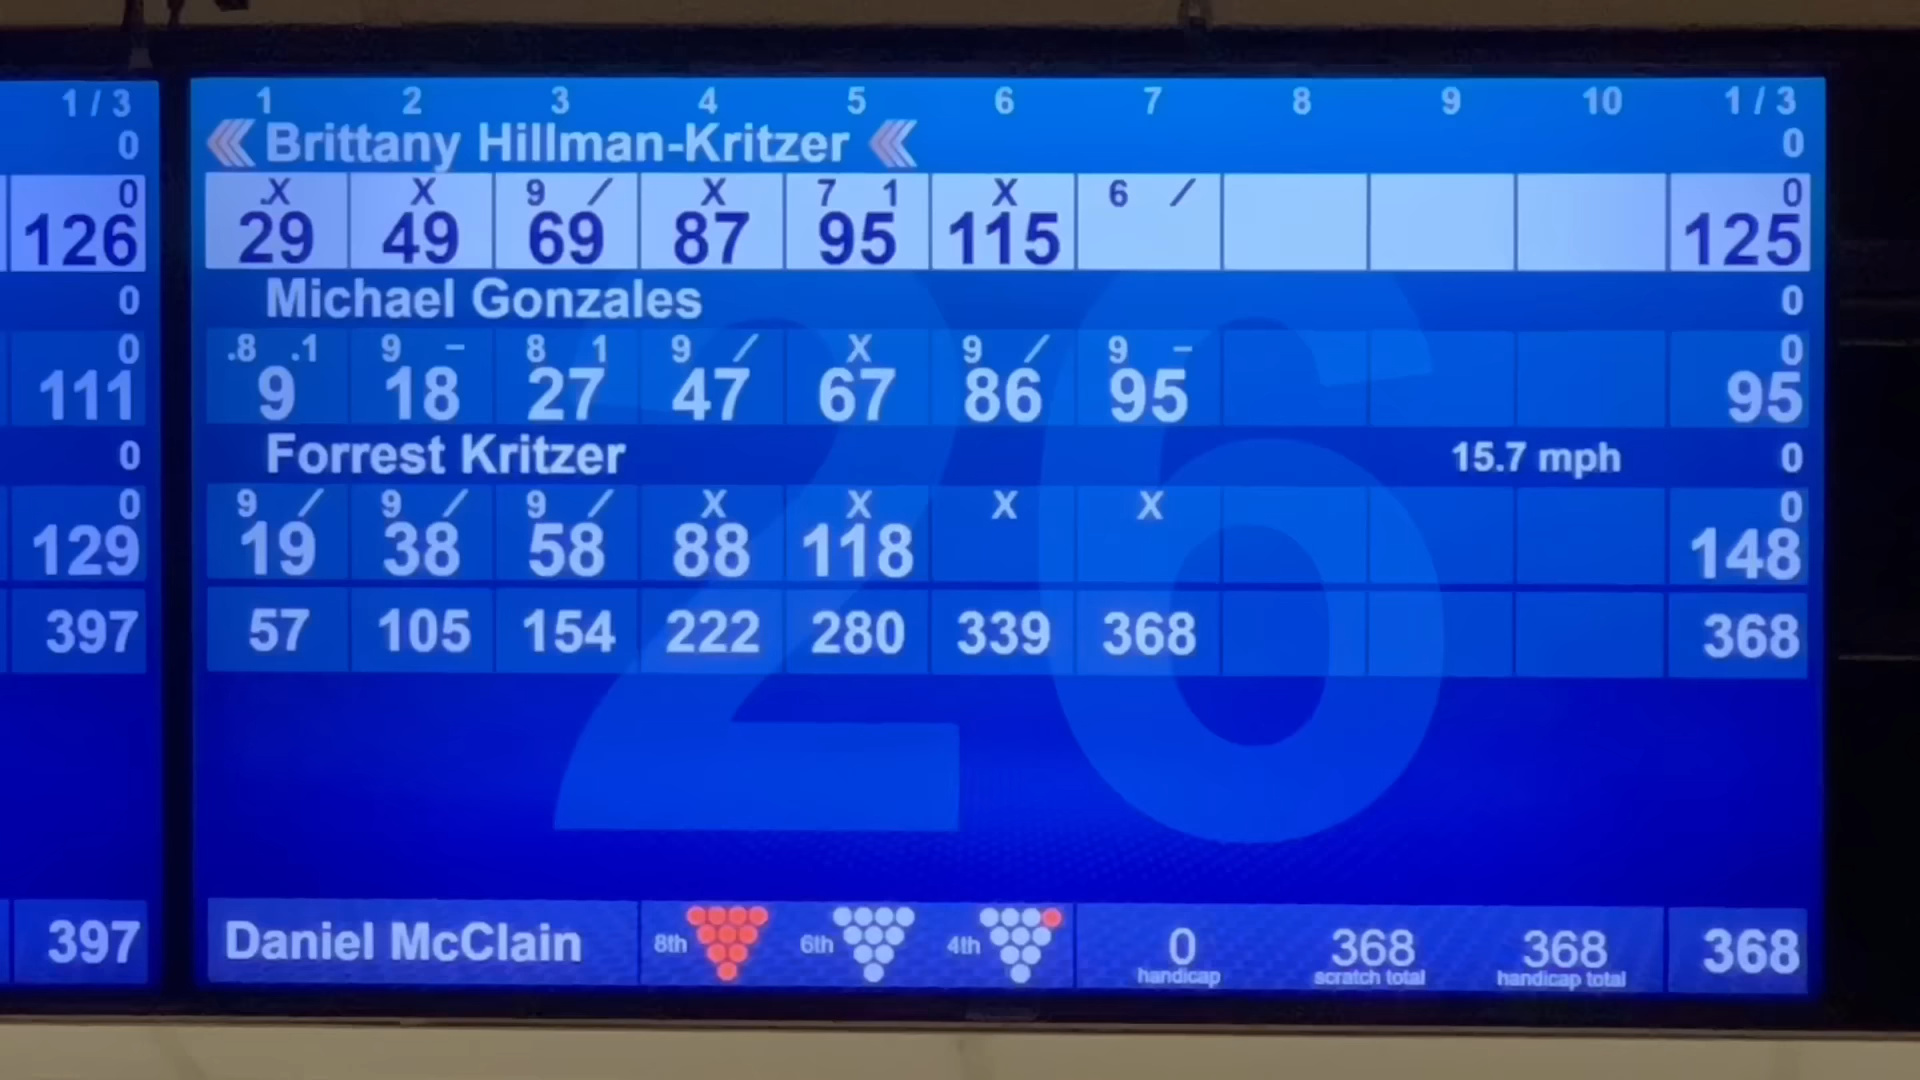 1 / 3
0
0
126
0
0
111
0
0
129
397
397
1 2 3 4 5 6 7 8 9 10 1 / 3
Brittany Hillman-Kritzer 0
.X X 9 / X 7 1 X 6 / 0
29 49 69 87 95 115 125
Michael Gonzales 0
.8 .1 9 – 8 1 9 / X 9 / 9 – 0
9 18 27 47 67 86 95 95
Forrest Kritzer 15.7 mph 0
9 / 9 / 9 / X X X X 0
19 38 58 88 118 148
57 105 154 222 280 339 368 368
26
Daniel McClain 8th 6th 4th 0 368 368 368
handicap scratch total handicap total